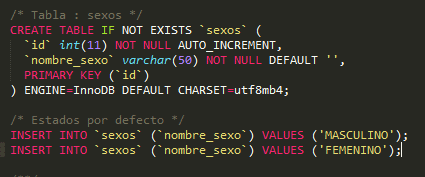 /* Tabla : sexos */
CREATE TABLE IF NOT EXISTS `sexos` (
`id` int(11) NOT NULL AUTO_INCREMENT,
`nombre_sexo` varchar(50) NOT NULL DEFAULT '',
PRIMARY KEY (`id`)
) ENGINE=InnoDB DEFAULT CHARSET=utf8mb4;
/* Estados por defecto */
INSERT INTO `sexos` (`nombre_sexo`) VALUES ('MASCULINO');
INSERT INTO `sexos` (`nombre_sexo`) VALUES ('FEMENINO');